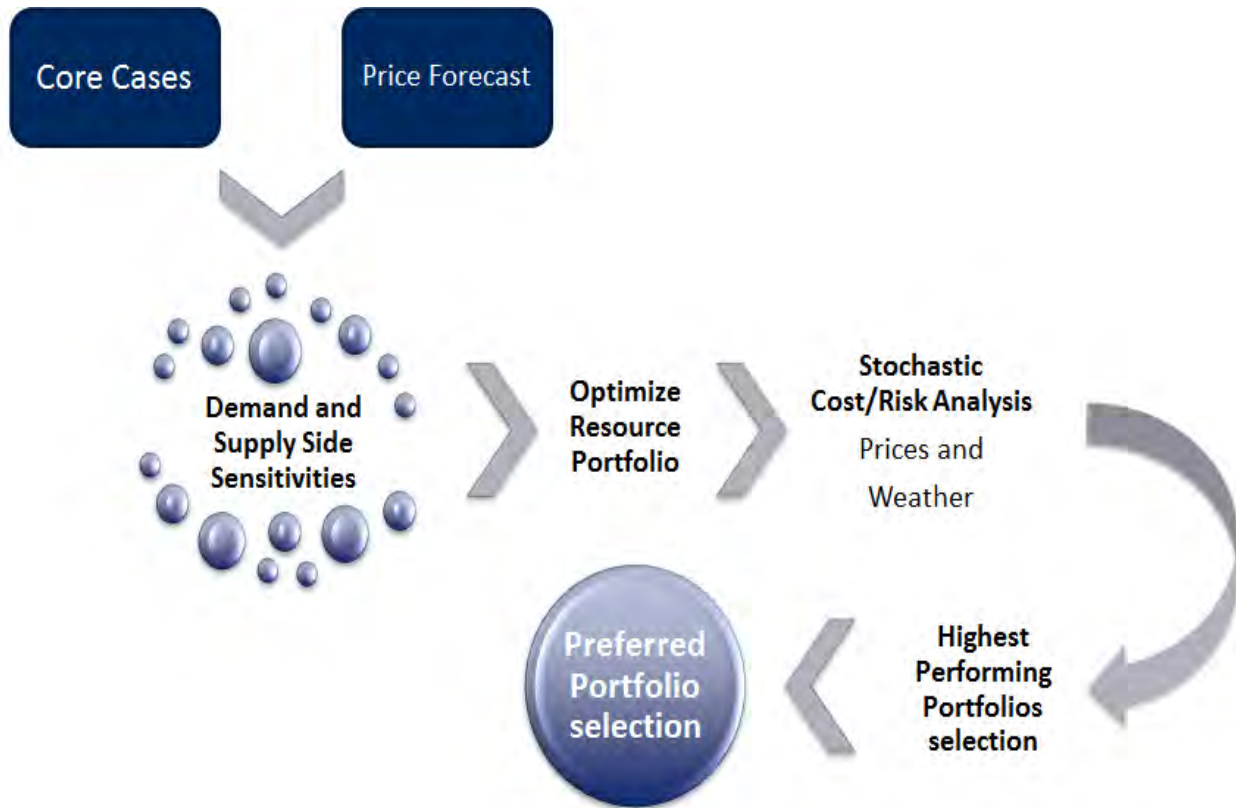 Core Cases
Price Forecast
Demand and
Supply Side
Sensitivities
Optimize
Resource
Portfolio
Stochastic
Cost/Risk Analysis
Prices and
Weather
Highest
Performing
Portfolios
selection
Preferred
Portfolio
selection